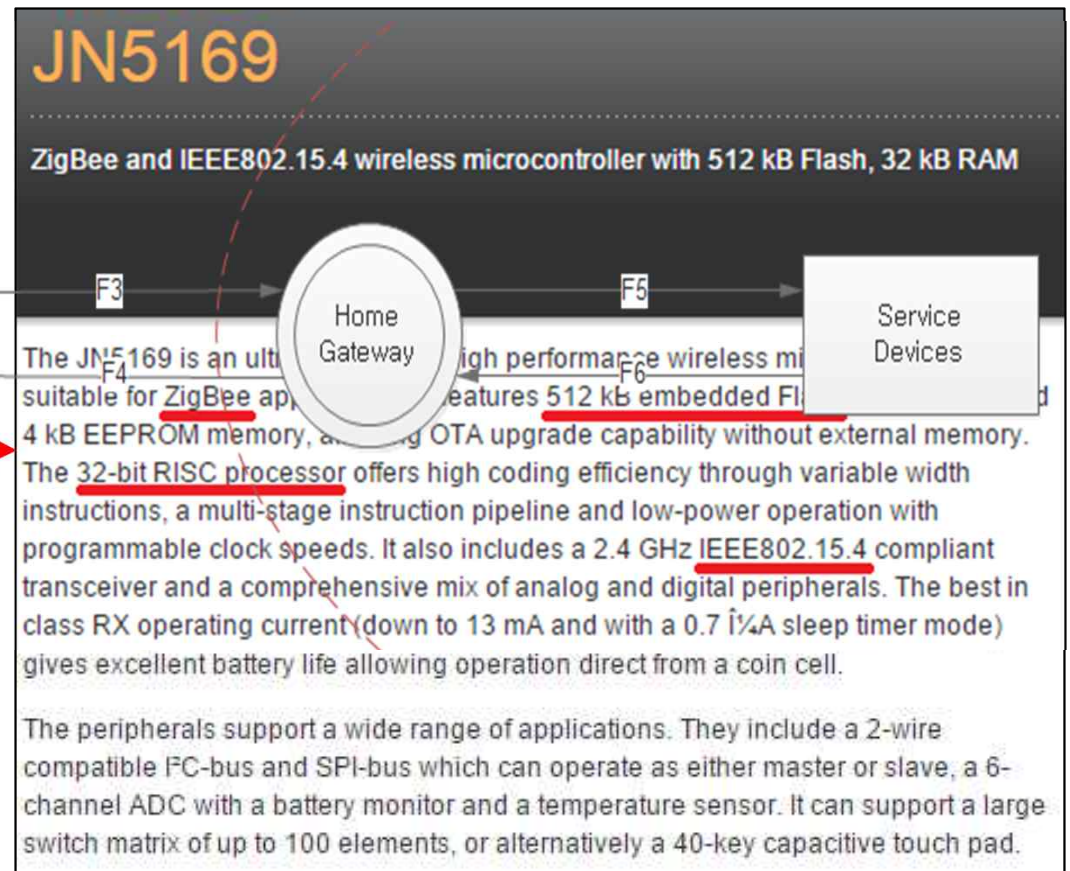 JN5169
ZigBee and IEEE802.15.4 wireless microcontroller with 512 kB Flash, 32 kB RAM
F3
F5
Home
Gateway
Service
Devices
F4
F6
The JN5169 is an igh performance wireless
suitable for ZigBee eatures 512 kB embedded
4 kB EEPROM memory, OTA upgrade capability without external memory.
The 32-bit RISC processor offers high coding efficiency through variable width
instructions, a multi-stage instruction pipeline and low-power operation with
programmable clock speeds. It also includes a 2.4 GHz IEEE802.15.4 compliant
transceiver and a comprehensive mix of analog and digital peripherals. The best in
class RX operating current (down to 13 mA and with a 0.7 μA sleep timer mode)
gives excellent battery life allowing operation direct from a coin cell.
The peripherals support a wide range of applications. They include a 2-wire
compatible I²C-bus and SPI-bus which can operate as either master or slave, a 6-
channel ADC with a battery monitor and a temperature sensor. It can support a large
switch matrix of up to 100 elements, or alternatively a 40-key capacitive touch pad.